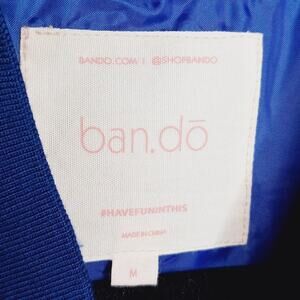 BANDO.COM | @SHOPBANDO
ban.dō
#HAVEFUNINTHIS
MADE IN CHINA
M